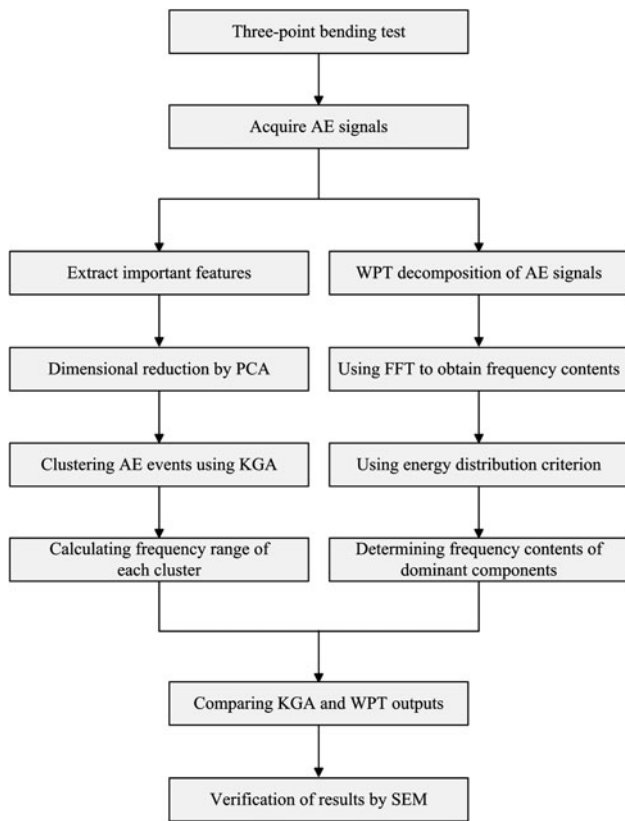 Three-point bending test
Acquire AE signals
Extract important features
WPT decomposition of AE signals
Dimensional reduction by PCA
Using FFT to obtain frequency contents
Clustering AE events using KGA
Using energy distribution criterion
Calculating frequency range of
each cluster
Determining frequency contents of
dominant components
Comparing KGA and WPT outputs
Verification of results by SEM